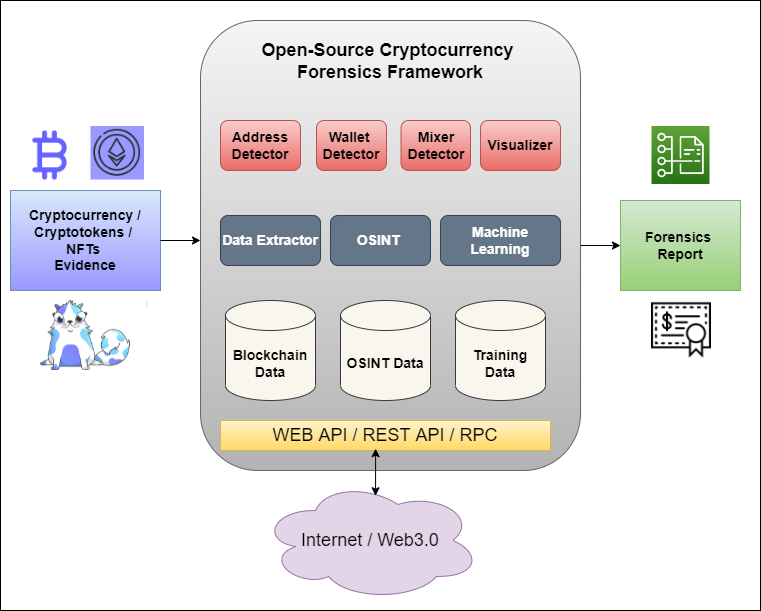 Open-Source Cryptocurrency
Forensics Framework
Address
Detector
Wallet
Detector
Mixer
Detector
Visualizer
Cryptocurrency /
Cryptotokens /
NFTs
Evidence
Data Extractor
OSINT
Machine
Learning
Forensics
Report
Blockchain
Data
OSINT Data
Training
Data
WEB API / REST API / RPC
Internet / Web3.0